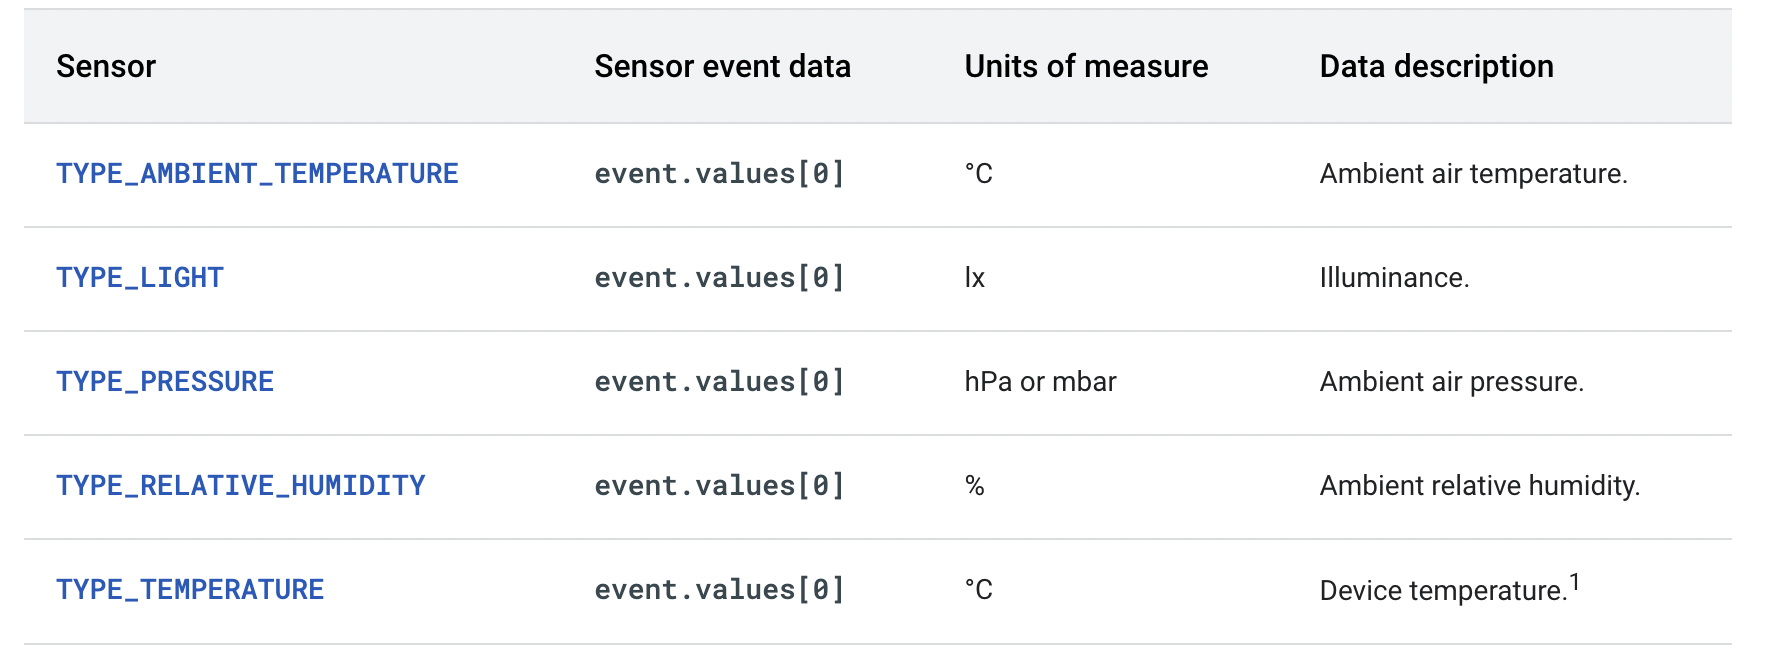 Sensor Sensor event data Units of measure Data description
TYPE_AMBIENT_TEMPERATURE event.values[0] °C Ambient air temperature.
TYPE_LIGHT event.values[0] lx Illuminance.
TYPE_PRESSURE event.values[0] hPa or mbar Ambient air pressure.
TYPE_RELATIVE_HUMIDITY event.values[0] % Ambient relative humidity.
TYPE_TEMPERATURE event.values[0] °C Device temperature.¹